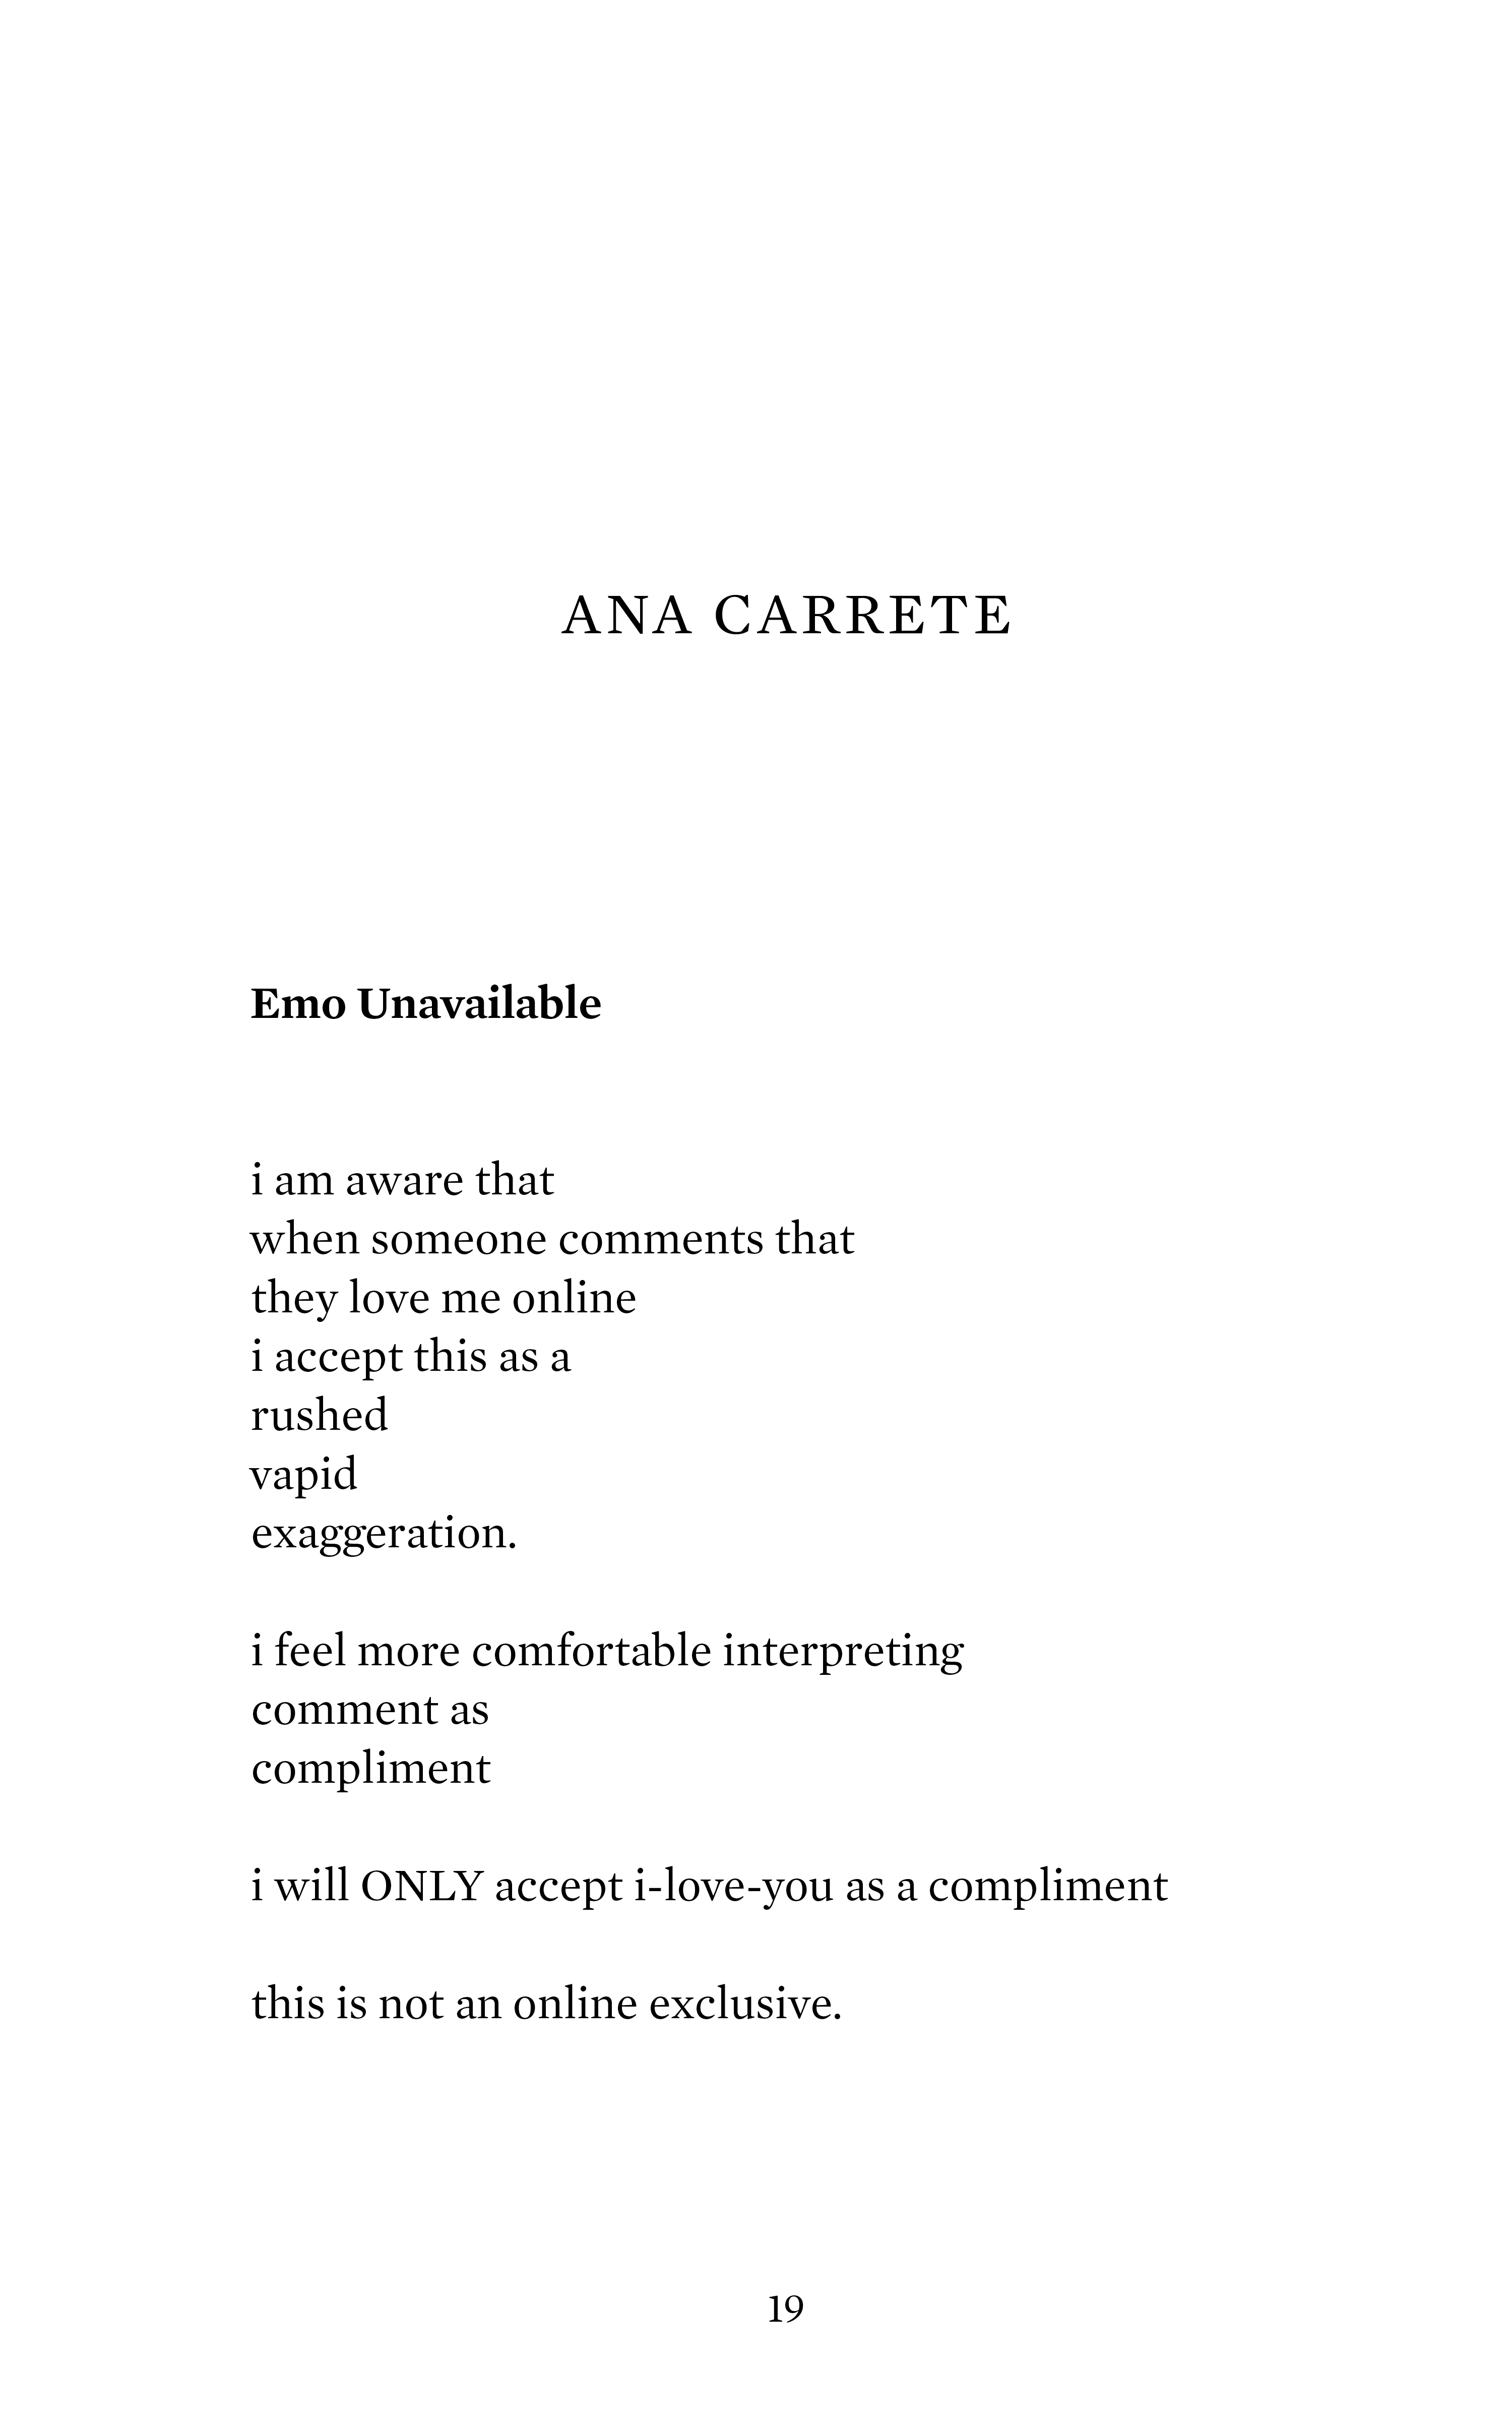 ANA CARRETE
Emo Unavailable
i am aware that
when someone comments that
they love me online
i accept this as a
rushed
vapid
exaggeration.
i feel more comfortable interpreting
comment as
compliment
i will ONLY accept i-love-you as a compliment
this is not an online exclusive.
19